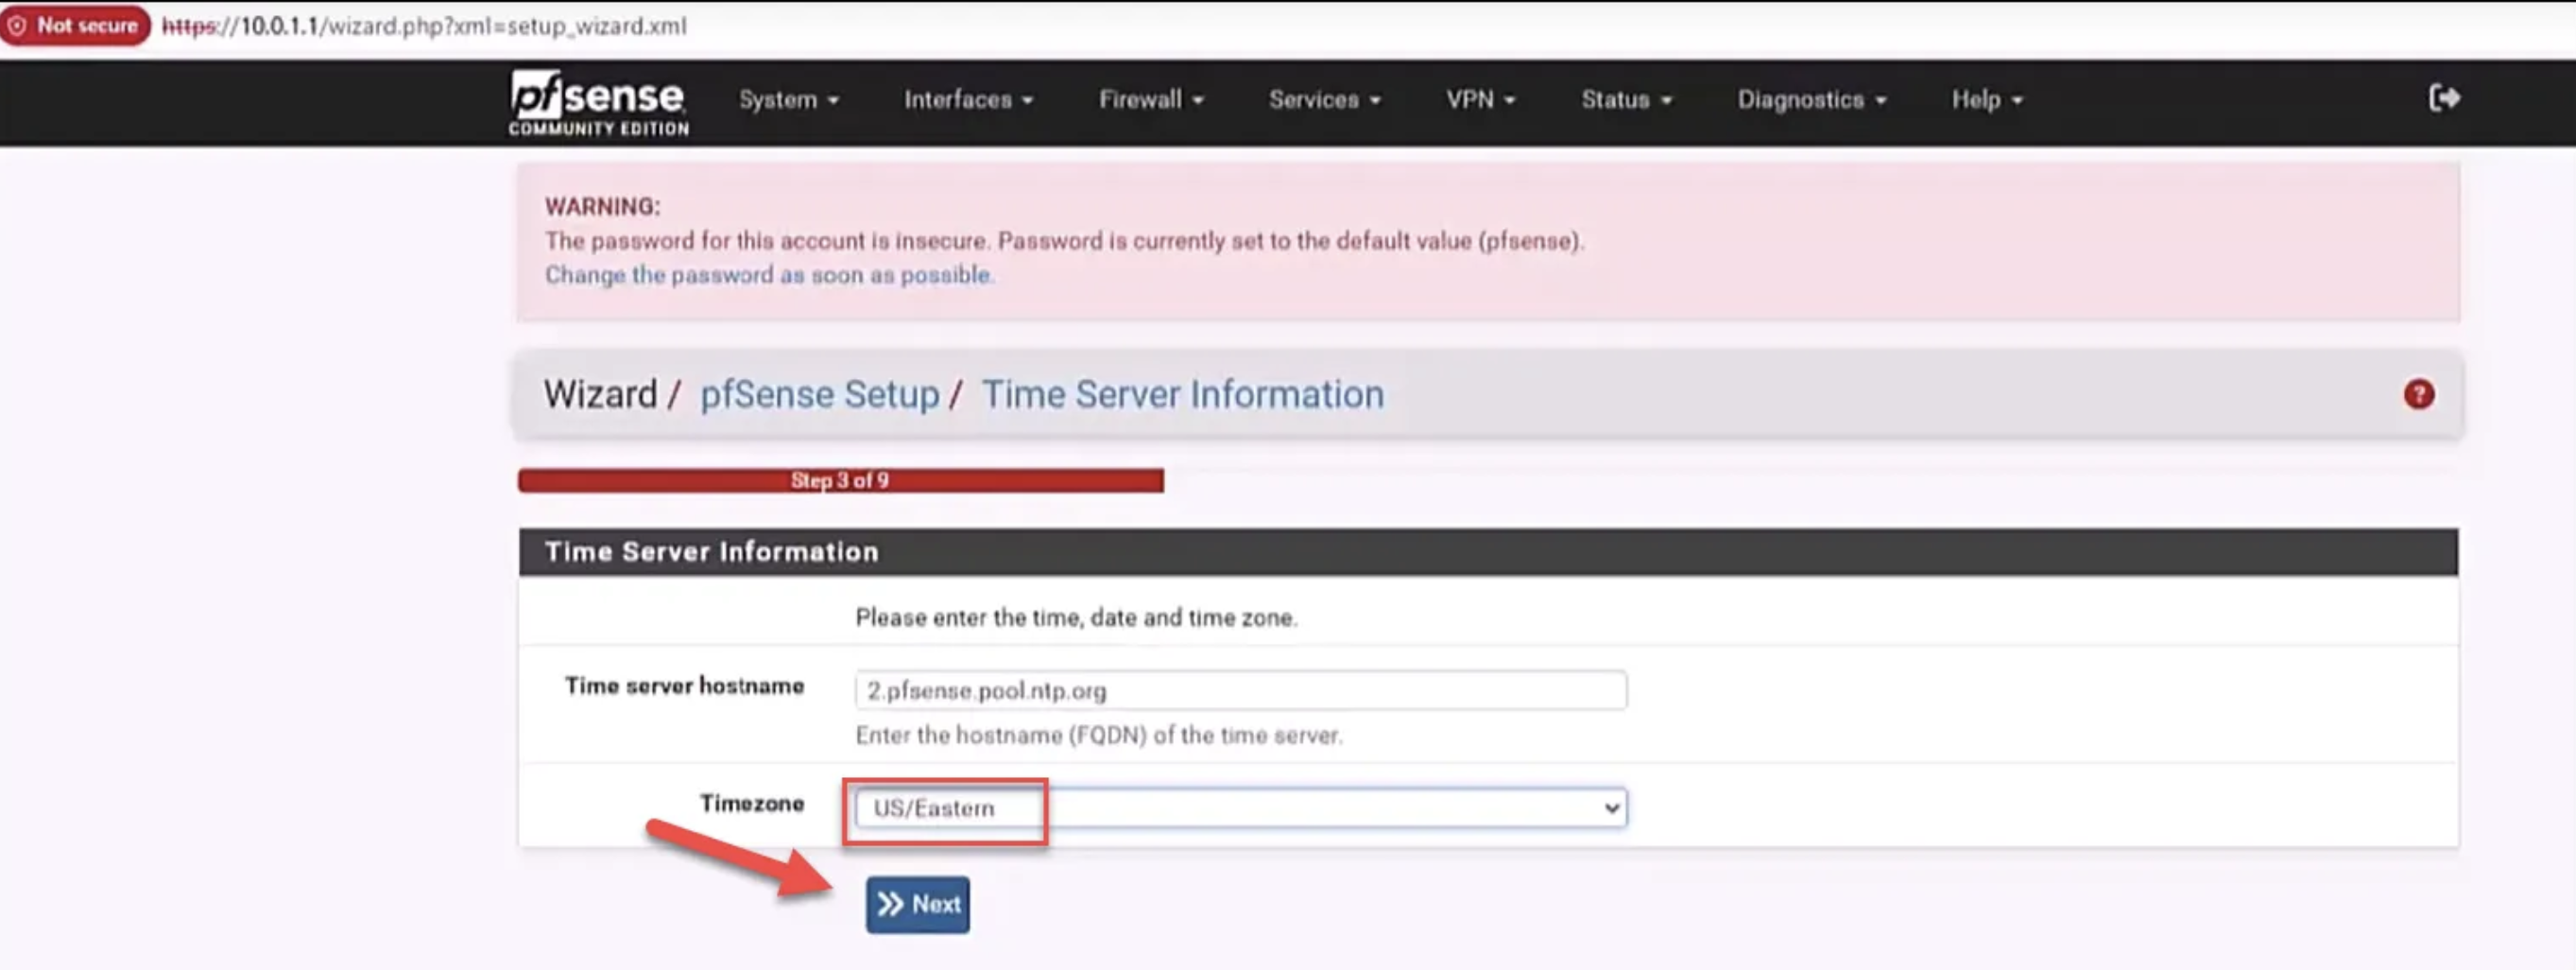 Not secure https://10.0.1.1/wizard.php?xml=setup_wizard.xml
pfsense System Interfaces Firewall Services VPN Status Diagnostics Help
COMMUNITY EDITION
WARNING:
The password for this account is insecure. Password is currently set to the default value (pfsense).
Change the password as soon as possible.
Wizard / pfSense Setup / Time Server Information ?
Step 3 of 9
Time Server Information
Please enter the time, date and time zone.
Time server hostname 2.pfsense.pool.ntp.org
Enter the hostname (FQDN) of the time server.
Timezone US/Eastern
Next